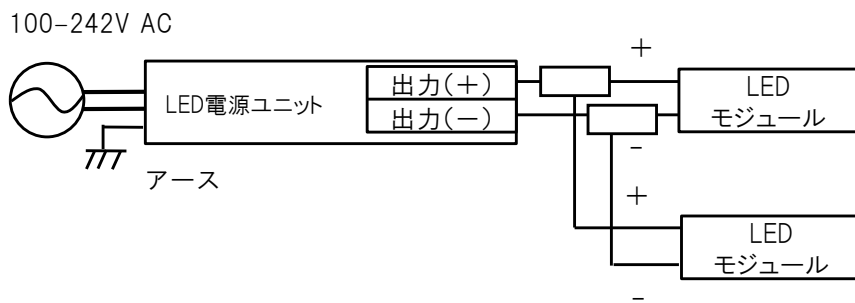 100-242V AC
+
LED電源ユニット
出力(+)
出力(-)
LED
モジュール
-
アース
+
LED
モジュール
-